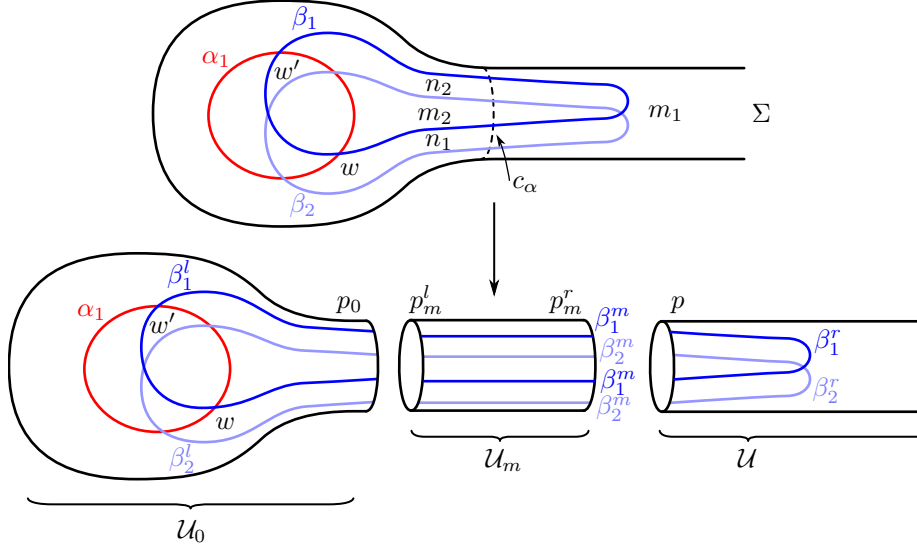 β₁
α₁
w′
n₂
m₂
n₁
m₁
Σ
w
β₂
c_α
β₁ˡ
α₁
w′
w
β₂ˡ
p₀
pₘˡ
pₘʳ
β₁ᵐ
β₂ᵐ
β₁ᵐ
β₂ᵐ
p
β₁ʳ
β₂ʳ
𝒰₀
𝒰ₘ
𝒰